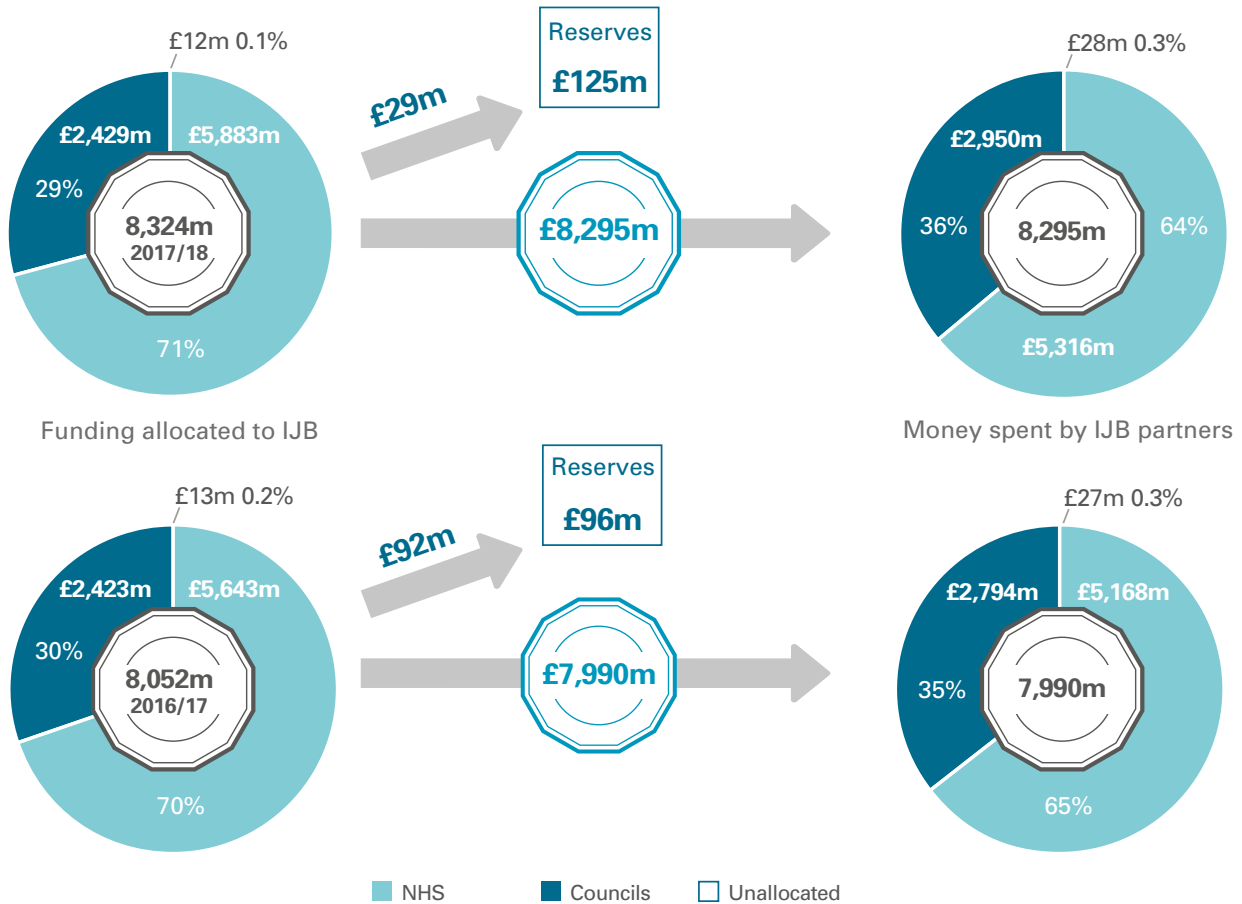 £12m 0.1%
£2,429m
£5,883m
29%
8,324m
2017/18
71%
£29m
Reserves
£125m
£8,295m
£28m 0.3%
£2,950m
36%
8,295m
64%
£5,316m
Funding allocated to IJB
Money spent by IJB partners
£13m 0.2%
£2,423m
£5,643m
30%
8,052m
2016/17
70%
£92m
Reserves
£96m
£7,990m
£27m 0.3%
£2,794m
£5,168m
35%
7,990m
65%
NHS
Councils
Unallocated